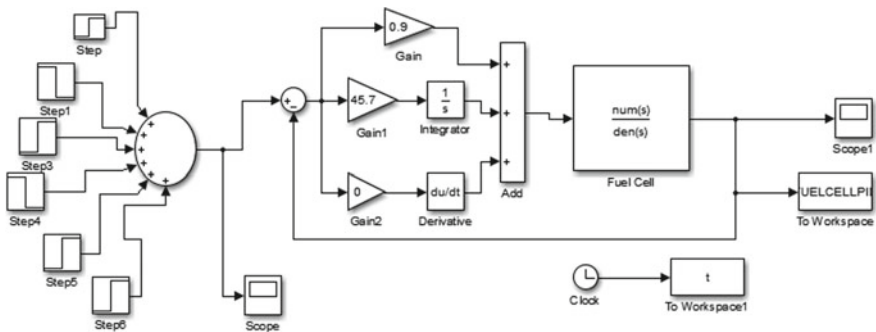 Step
Step1
Step3
Step4
Step5
Step6
+
+
+
+
+
+
Scope
+
−
0.9
Gain
45.7
Gain1
0
Gain2
1
s
Integrator
du/dt
Derivative
+
+
+
Add
num(s)
den(s)
Fuel Cell
Scope1
To Workspace
Clock
t
To Workspace1